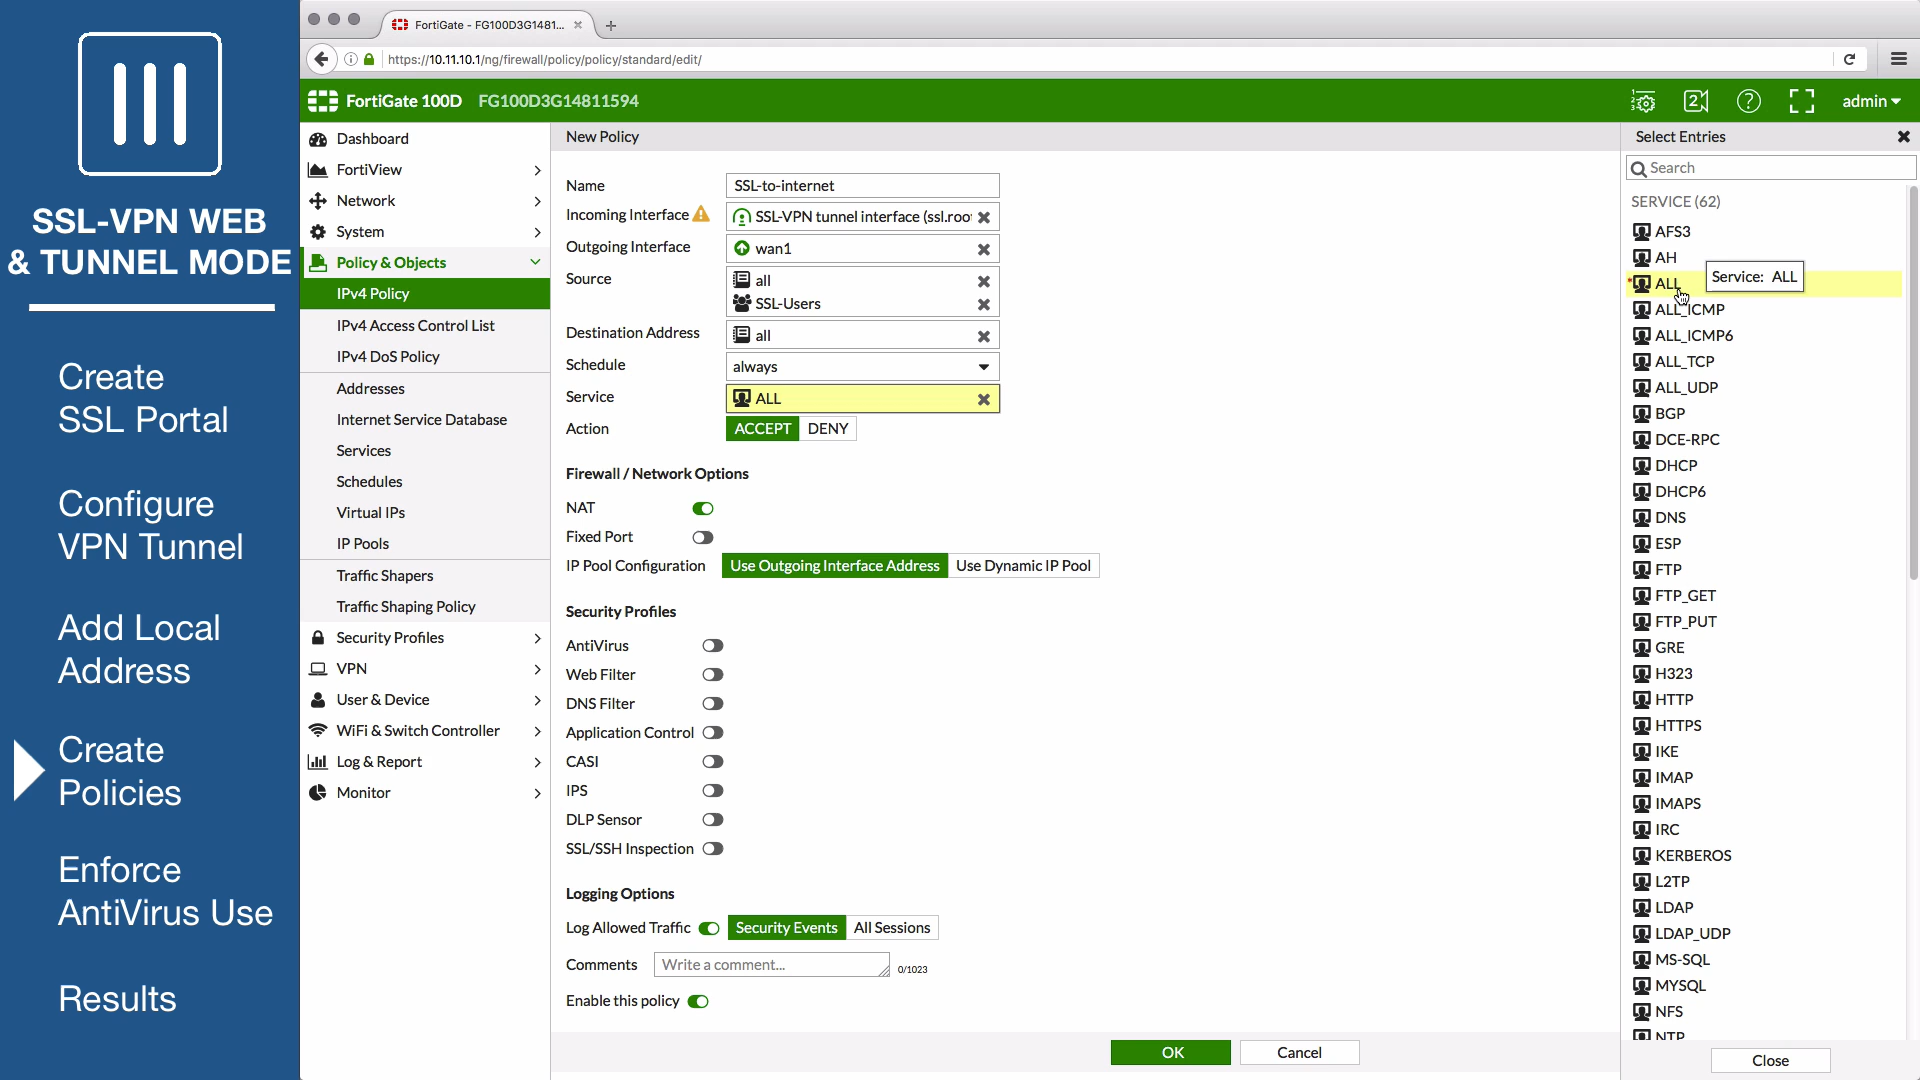 SSL-VPN WEB
& TUNNEL MODE
Create
SSL Portal
Configure
VPN Tunnel
Add Local
Address
Create
Policies
Enforce
AntiVirus Use
Results
FortiGate - FG100D3G1481...
https://10.11.10.1/ng/firewall/policy/policy/standard/edit/
FortiGate 100D FG100D3G14811594
admin
Dashboard
FortiView
Network
System
Policy & Objects
IPv4 Policy
IPv4 Access Control List
IPv4 DoS Policy
Addresses
Internet Service Database
Services
Schedules
Virtual IPs
IP Pools
Traffic Shapers
Traffic Shaping Policy
Security Profiles
VPN
User & Device
WiFi & Switch Controller
Log & Report
Monitor
New Policy
Name SSL-to-internet
Incoming Interface SSL-VPN tunnel interface (ssl.roo
Outgoing Interface wan1
Source all
SSL-Users
Destination Address all
Schedule always
Service ALL
Action ACCEPT DENY
Firewall / Network Options
NAT
Fixed Port
IP Pool Configuration Use Outgoing Interface Address Use Dynamic IP Pool
Security Profiles
AntiVirus
Web Filter
DNS Filter
Application Control
CASI
IPS
DLP Sensor
SSL/SSH Inspection
Logging Options
Log Allowed Traffic Security Events All Sessions
Comments Write a comment... 0/1023
Enable this policy
OK Cancel
Select Entries
Search
SERVICE (62)
AFS3
AH
ALL
Service: ALL
ALL_ICMP
ALL_ICMP6
ALL_TCP
ALL_UDP
BGP
DCE-RPC
DHCP
DHCP6
DNS
ESP
FTP
FTP_GET
FTP_PUT
GRE
H323
HTTP
HTTPS
IKE
IMAP
IMAPS
IRC
KERBEROS
L2TP
LDAP
LDAP_UDP
MS-SQL
MYSQL
NFS
NTP
Close